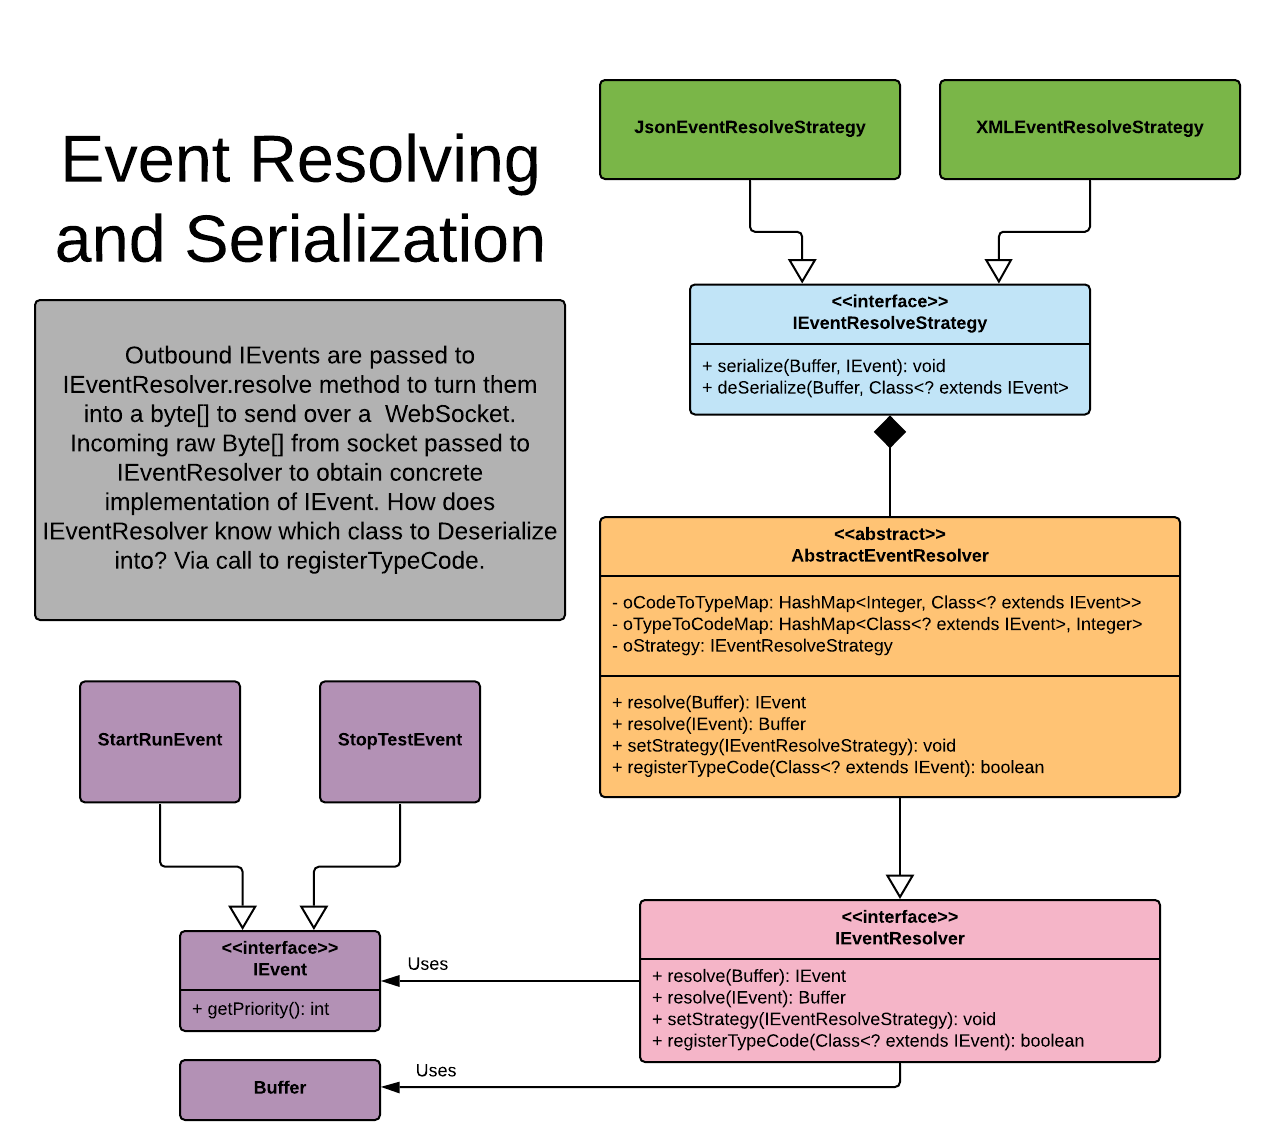 Event Resolving
and Serialization
Outbound IEvents are passed to
IEventResolver.resolve method to turn them
into a byte[] to send over a  WebSocket.
Incoming raw Byte[] from socket passed to
IEventResolver to obtain concrete
implementation of IEvent. How does
IEventResolver know which class to Deserialize
into? Via call to registerTypeCode.
JsonEventResolveStrategy
XMLEventResolveStrategy
<<interface>>
IEventResolveStrategy
+ serialize(Buffer, IEvent): void
+ deSerialize(Buffer, Class<? extends IEvent>
<<abstract>>
AbstractEventResolver
- oCodeToTypeMap: HashMap<Integer, Class<? extends IEvent>>
- oTypeToCodeMap: HashMap<Class<? extends IEvent>, Integer>
- oStrategy: IEventResolveStrategy
+ resolve(Buffer): IEvent
+ resolve(IEvent): Buffer
+ setStrategy(IEventResolveStrategy): void
+ registerTypeCode(Class<? extends IEvent): boolean
StartRunEvent
StopTestEvent
<<interface>>
IEvent
+ getPriority(): int
Uses
<<interface>>
IEventResolver
+ resolve(Buffer): IEvent
+ resolve(IEvent): Buffer
+ setStrategy(IEventResolveStrategy): void
+ registerTypeCode(Class<? extends IEvent): boolean
Buffer
Uses